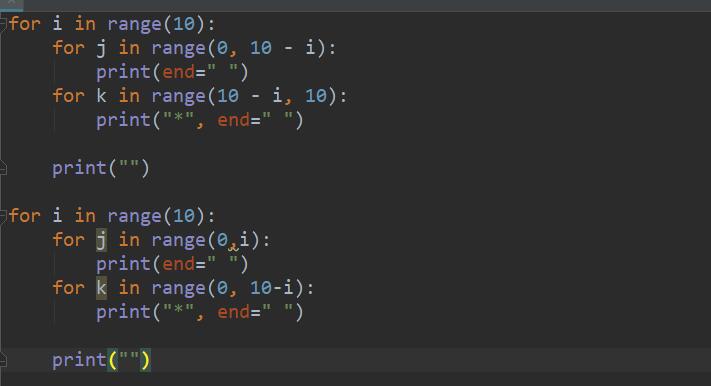 for i in range(10):
    for j in range(0, 10 - i):
        print(end=" ")
    for k in range(10 - i, 10):
        print("*", end=" ")

    print("")

for i in range(10):
    for j in range(0,i):
        print(end=" ")
    for k in range(0, 10-i):
        print("*", end=" ")

    print("")